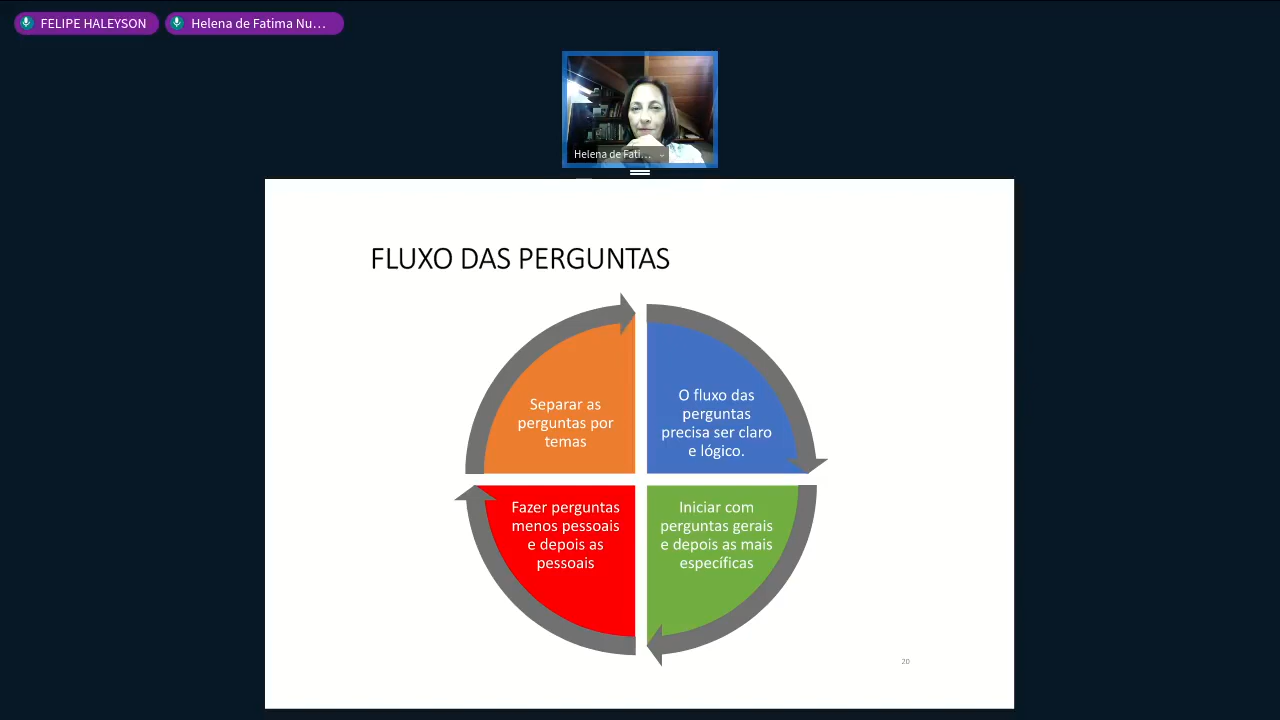 FELIPE HALEYSON
Helena de Fatima Nu...
Helena de Fati...
FLUXO DAS PERGUNTAS
Separar as
perguntas por
temas
O fluxo das
perguntas
precisa ser claro
e lógico.
Fazer perguntas
menos pessoais
e depois as
pessoais
Iniciar com
perguntas gerais
e depois as mais
específicas
20